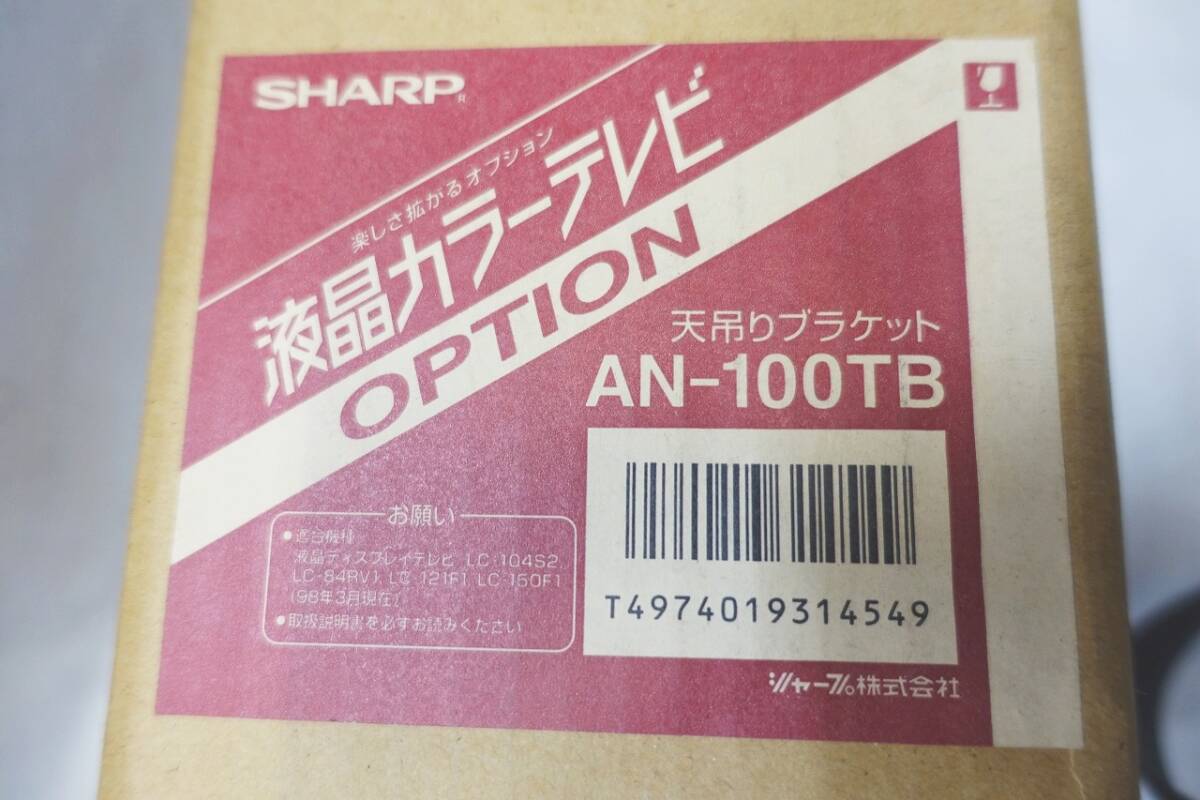 SHARP
楽しさ拡がるオプション
液晶カラーテレビ
OPTION
天吊りブラケット
AN-100TB
お願い
●適合機種
液晶ディスプレイテレビ LC-104S2,
LC-84RV1, LC-121F1, LC-150F1
(98年3月現在)
●取扱説明書を必ずお読みください
T4974019314549
シャープ株式会社